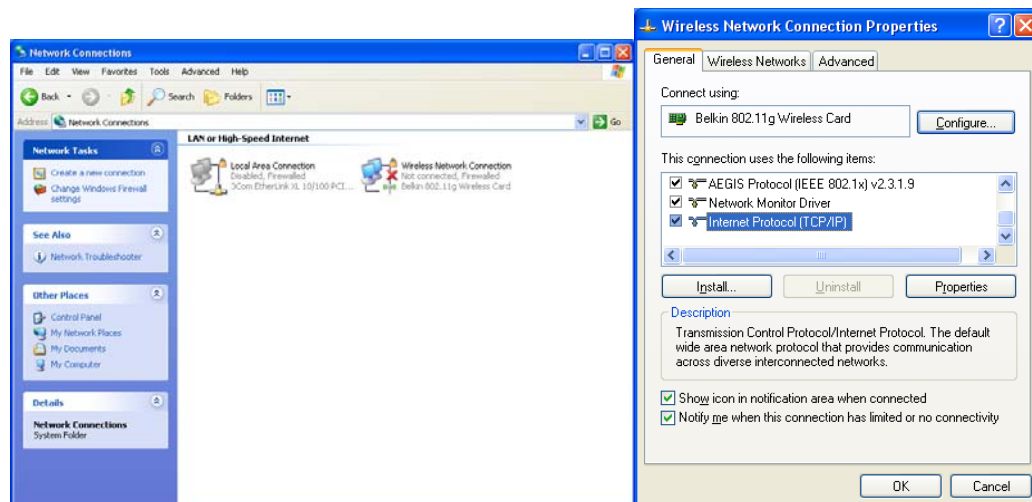 Network Connections
File Edit View Favorites Tools Advanced Help
Back Search Folders
Address Network Connections Go
Network Tasks
Create a new connection
Change Windows Firewall
settings
See Also
Network Troubleshooter
Other Places
Control Panel
My Network Places
My Documents
My Computer
Details
Network Connections
System Folder
LAN or High-Speed Internet
Local Area Connection
Disabled, Firewalled
3Com EtherLink XL 10/100 PCI...
Wireless Network Connection
Not connected, Firewalled
Belkin 802.11g Wireless Card
Wireless Network Connection Properties
General Wireless Networks Advanced
Connect using:
Belkin 802.11g Wireless Card Configure...
This connection uses the following items:
AEGIS Protocol (IEEE 802.1x) v2.3.1.9
Network Monitor Driver
Internet Protocol (TCP/IP)
Install... Uninstall Properties
Description
Transmission Control Protocol/Internet Protocol. The default
wide area network protocol that provides communication
across diverse interconnected networks.
Show icon in notification area when connected
Notify me when this connection has limited or no connectivity
OK Cancel